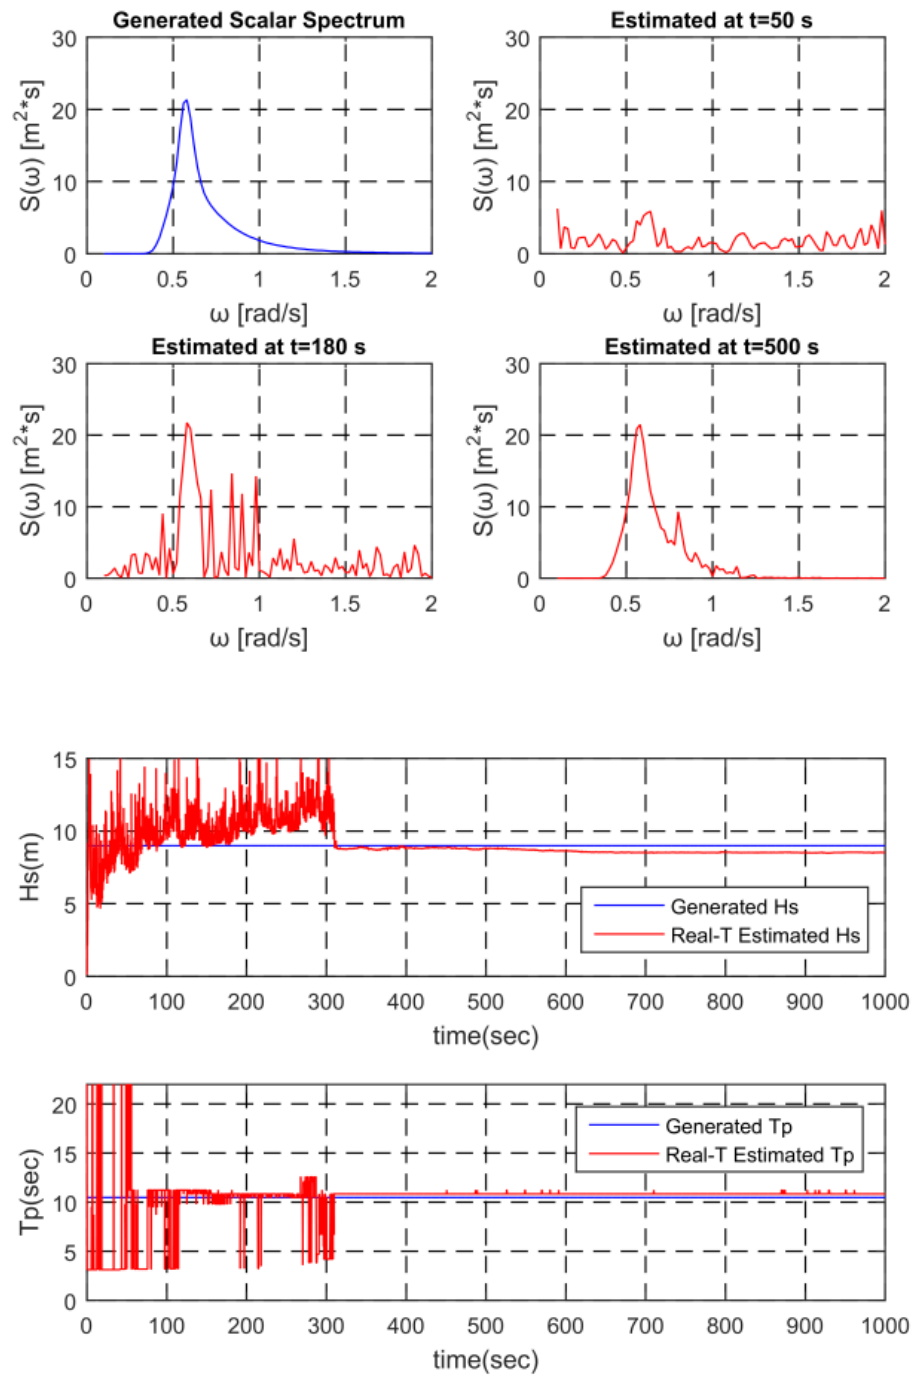 Generated Scalar Spectrum
30
20
10
0
S(ω) [m²*s]
0 0.5 1 1.5 2
ω [rad/s]
Estimated at t=50 s
30
20
10
0
S(ω) [m²*s]
0 0.5 1 1.5 2
ω [rad/s]
Estimated at t=180 s
30
20
10
0
S(ω) [m²*s]
0 0.5 1 1.5 2
ω [rad/s]
Estimated at t=500 s
30
20
10
0
S(ω) [m²*s]
0 0.5 1 1.5 2
ω [rad/s]
15
10
5
0
Hs(m)
Generated Hs
Real-T Estimated Hs
0 100 200 300 400 500 600 700 800 900 1000
time(sec)
20
15
10
5
0
Tp(sec)
Generated Tp
Real-T Estimated Tp
0 100 200 300 400 500 600 700 800 900 1000
time(sec)